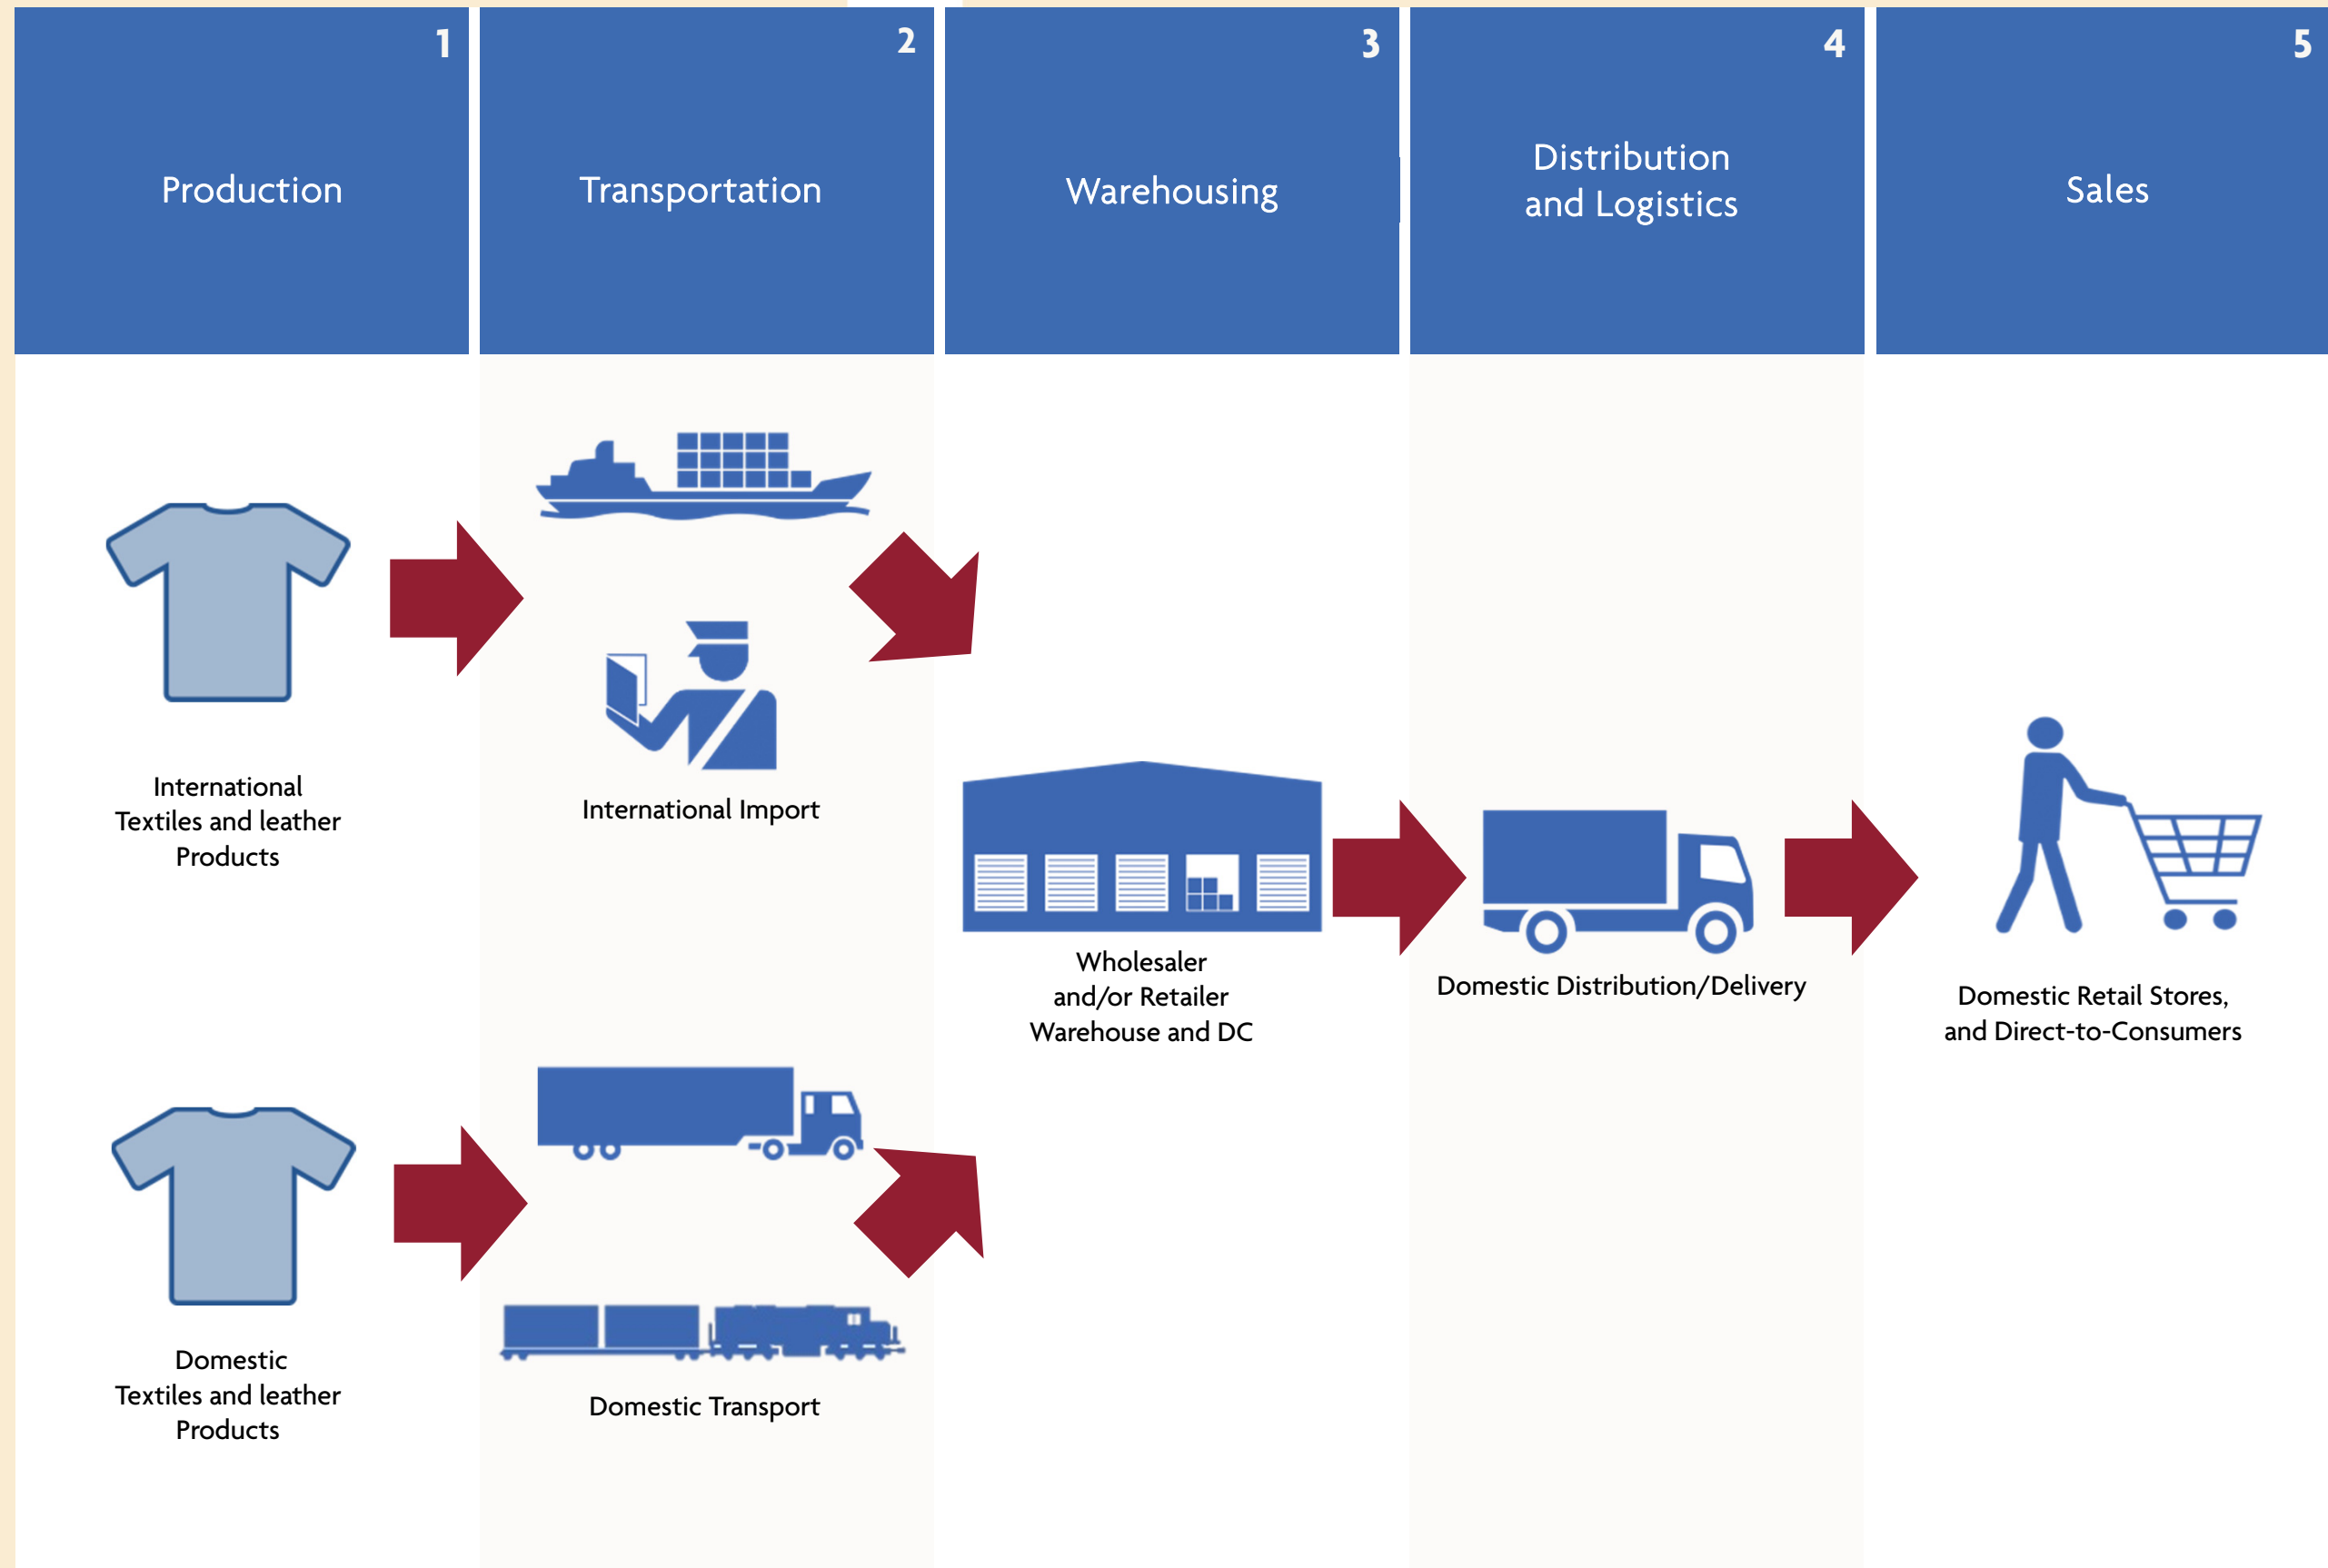 1
Production
2
Transportation
3
Warehousing
4
Distribution
and Logistics
5
Sales
International
Textiles and leather
Products
International Import
Domestic
Textiles and leather
Products
Domestic Transport
Wholesaler
and/or Retailer
Warehouse and DC
Domestic Distribution/Delivery
Domestic Retail Stores,
and Direct-to-Consumers